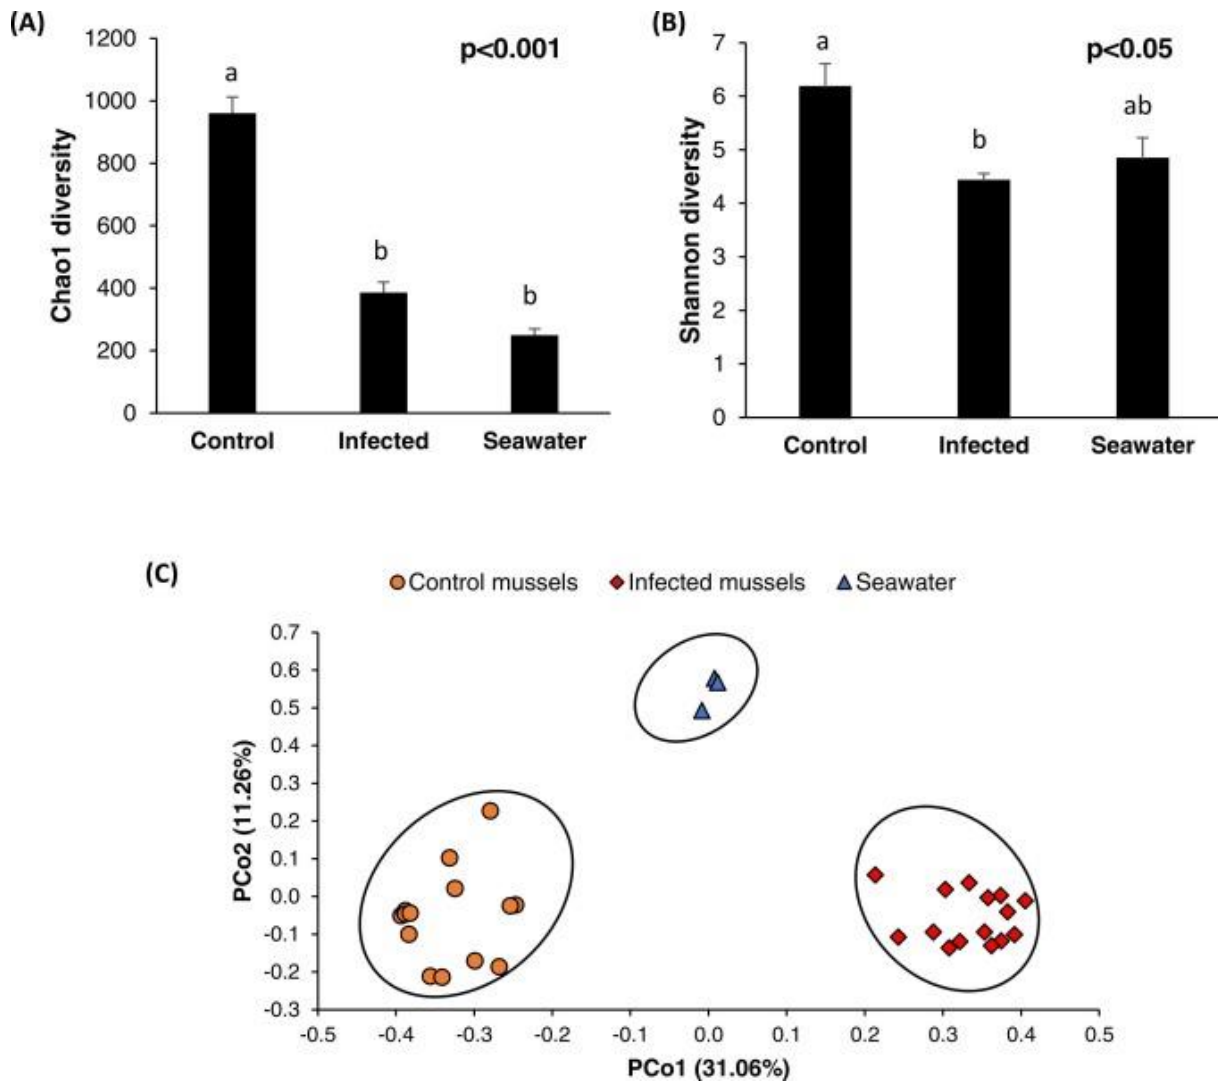 (A)
1200
1000
800
600
400
200
0
Chao1 diversity
p<0.001
a
b
b
Control Infected Seawater
(B)
7
6
5
4
3
2
1
0
Shannon diversity
p<0.05
a
b
ab
Control Infected Seawater
(C)
Control mussels Infected mussels Seawater
0.7
0.6
0.5
0.4
0.3
0.2
0.1
0.0
-0.1
-0.2
-0.3
PCo2 (11.26%)
-0.5 -0.4 -0.3 -0.2 -0.1 0.0 0.1 0.2 0.3 0.4 0.5
PCo1 (31.06%)